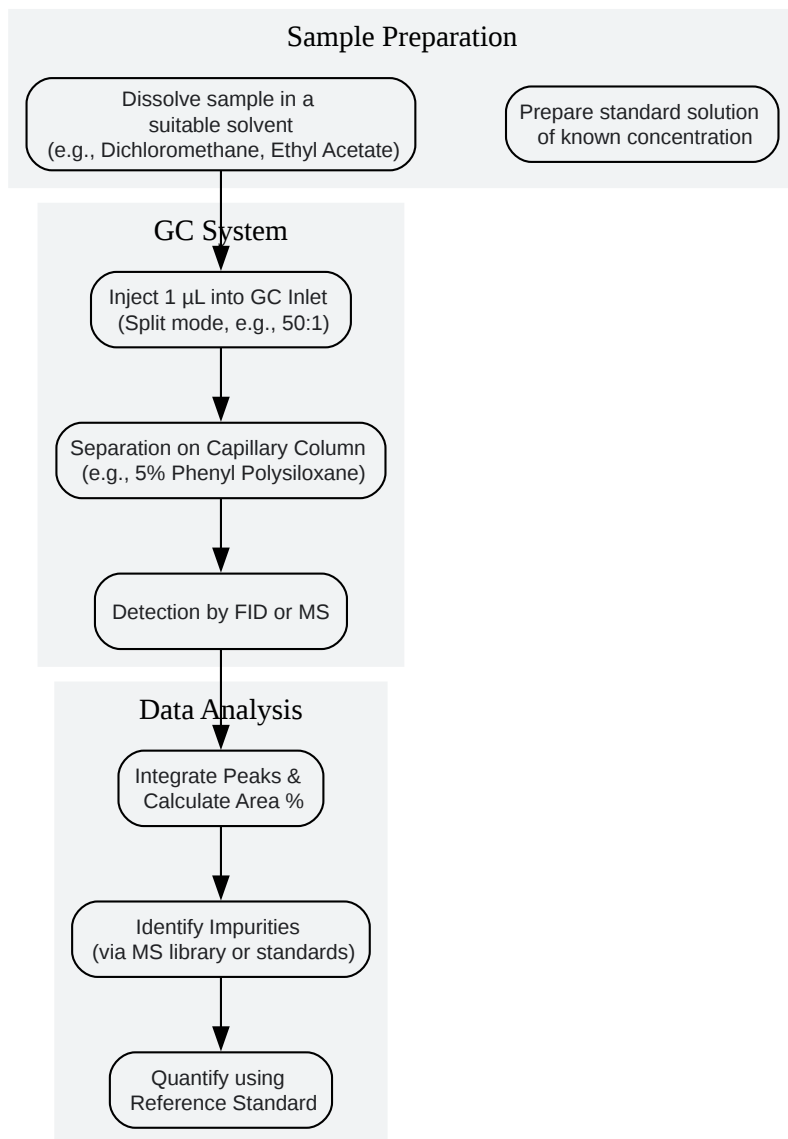 Sample Preparation
Dissolve sample in a
suitable solvent
(e.g., Dichloromethane, Ethyl Acetate)
Prepare standard solution
of known concentration
GC System
Inject 1 µL into GC Inlet
(Split mode, e.g., 50:1)
Separation on Capillary Column
(e.g., 5% Phenyl Polysiloxane)
Detection by FID or MS
Data Analysis
Integrate Peaks &
Calculate Area %
Identify Impurities
(via MS library or standards)
Quantify using
Reference Standard